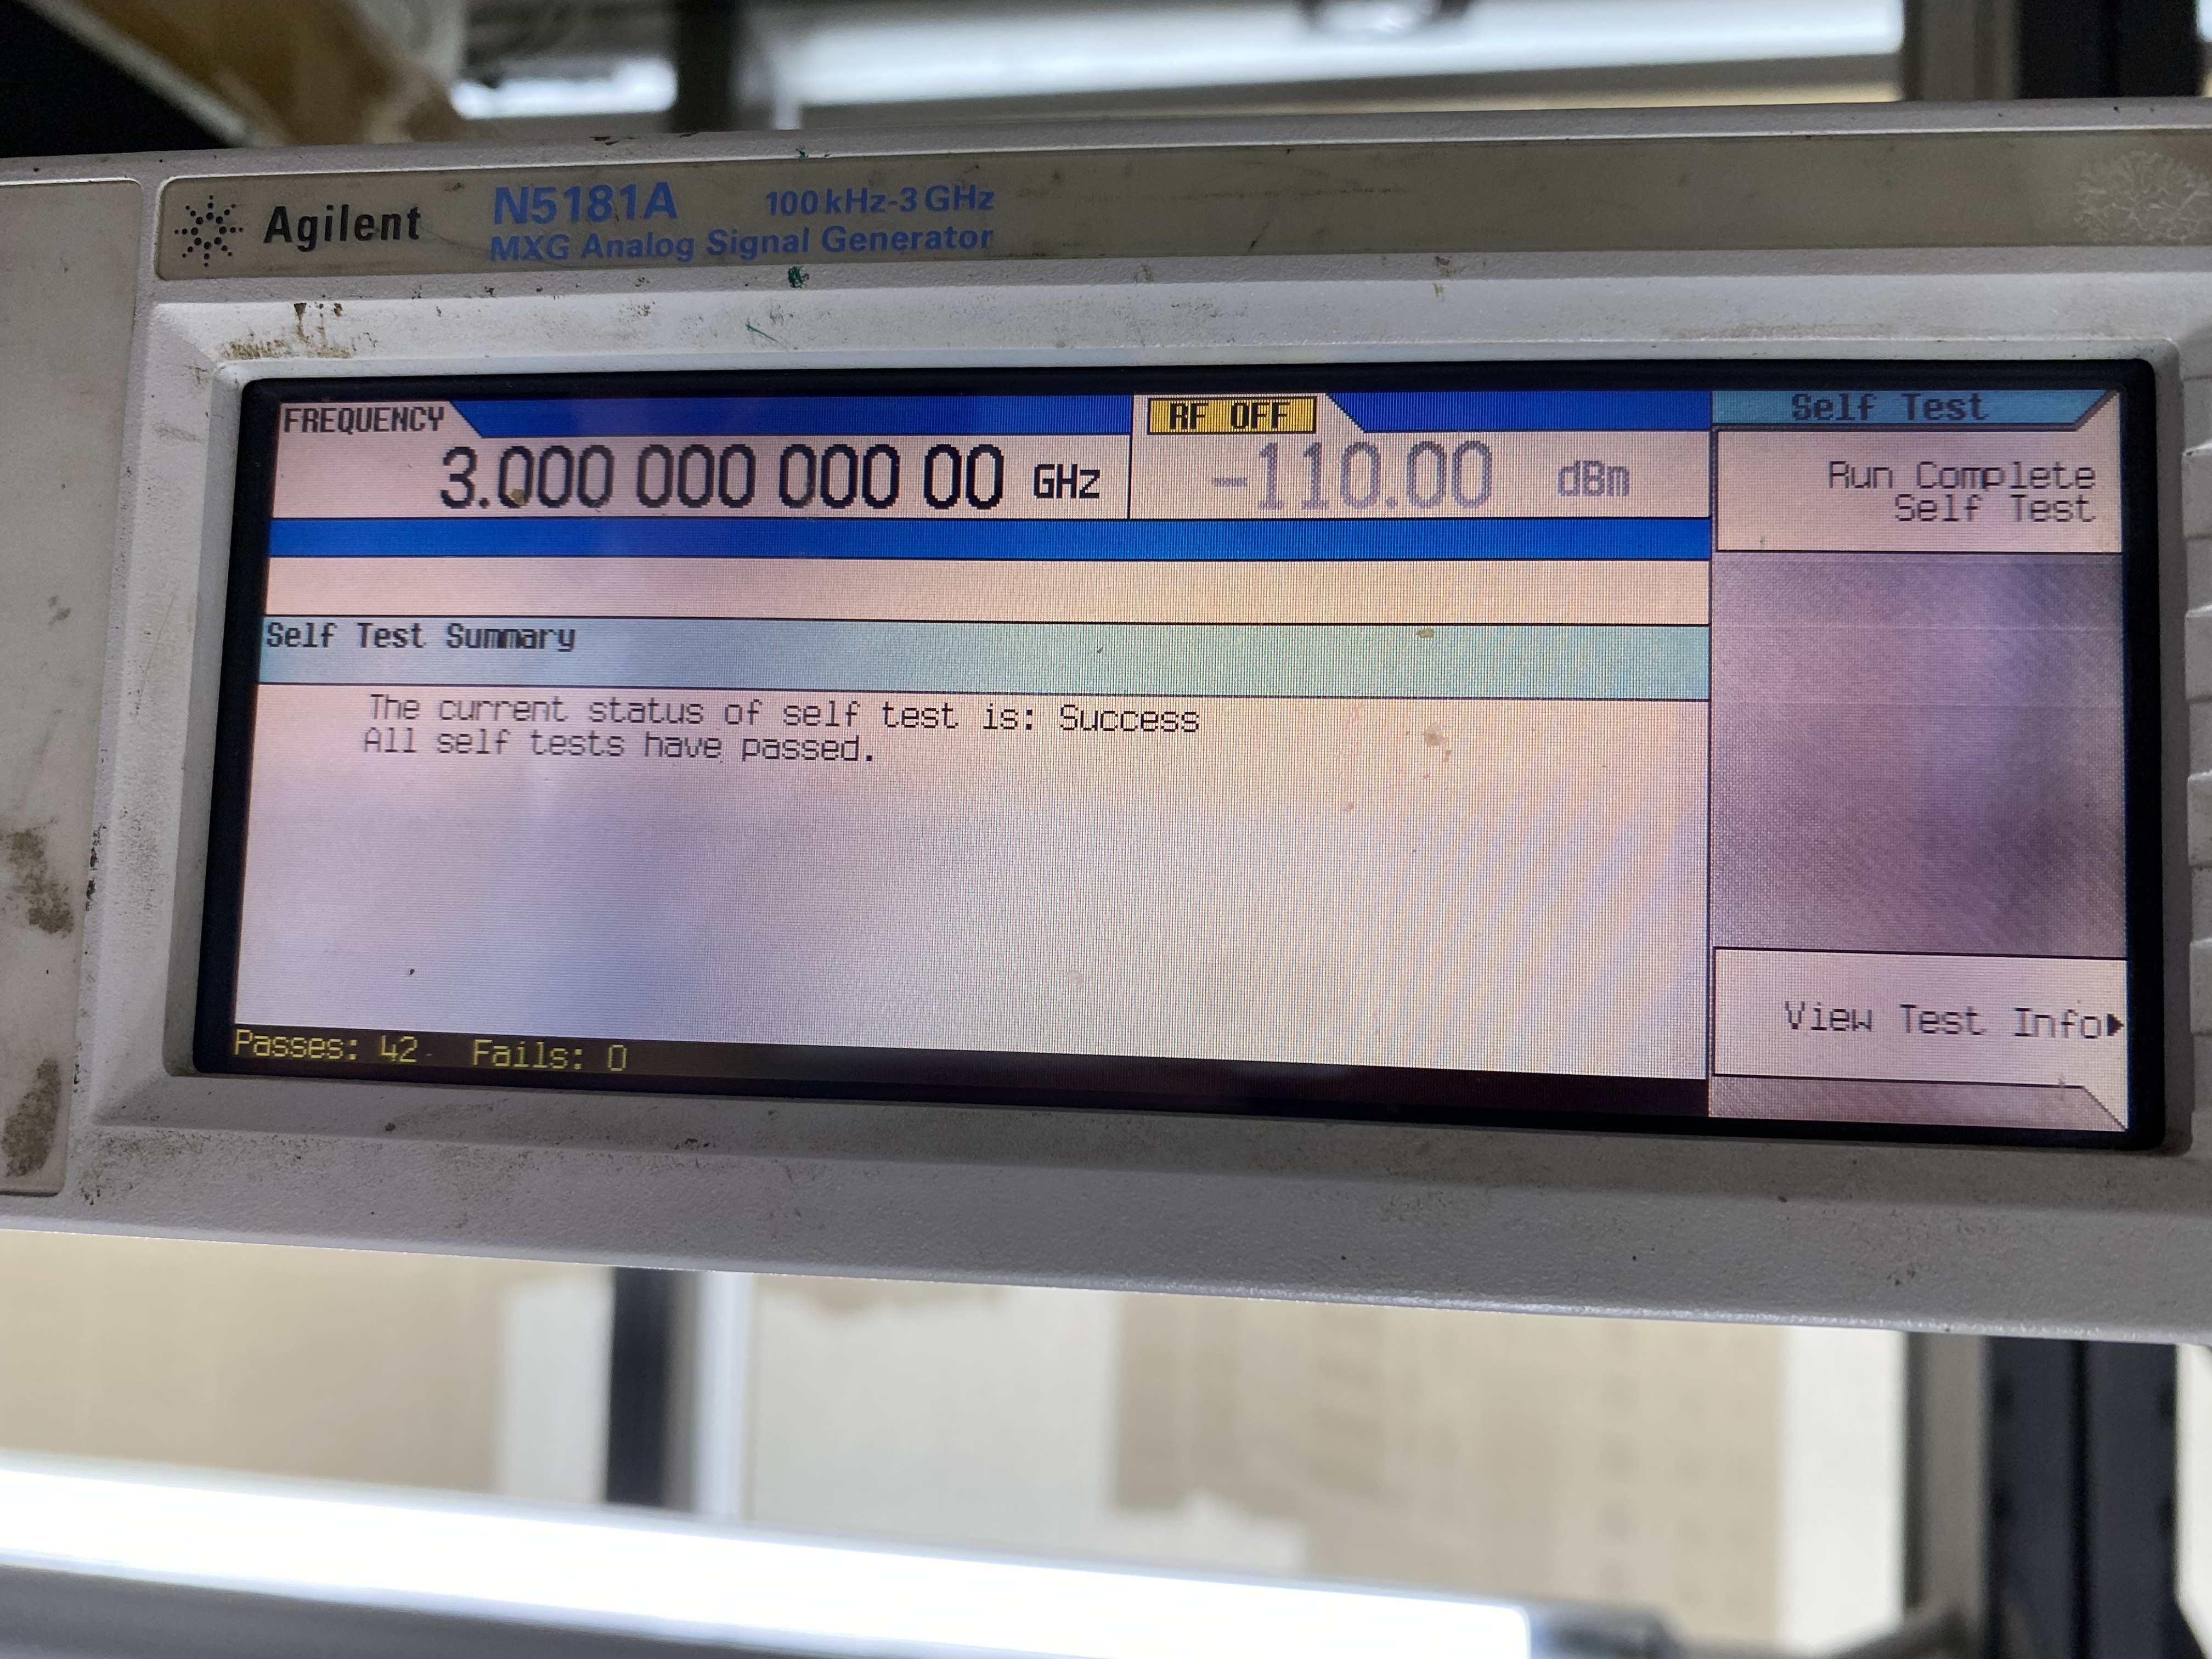 Agilent
N5181A 100 kHz-3 GHz
MXG Analog Signal Generator
FREQUENCY
3.000 000 000 00 GHz
RF OFF
-110.00 dBm
Self Test
Run Complete
Self Test
Self Test Summary
The current status of self test is: Success
All self tests have passed.
View Test Info
Passes: 42 Fails: 0